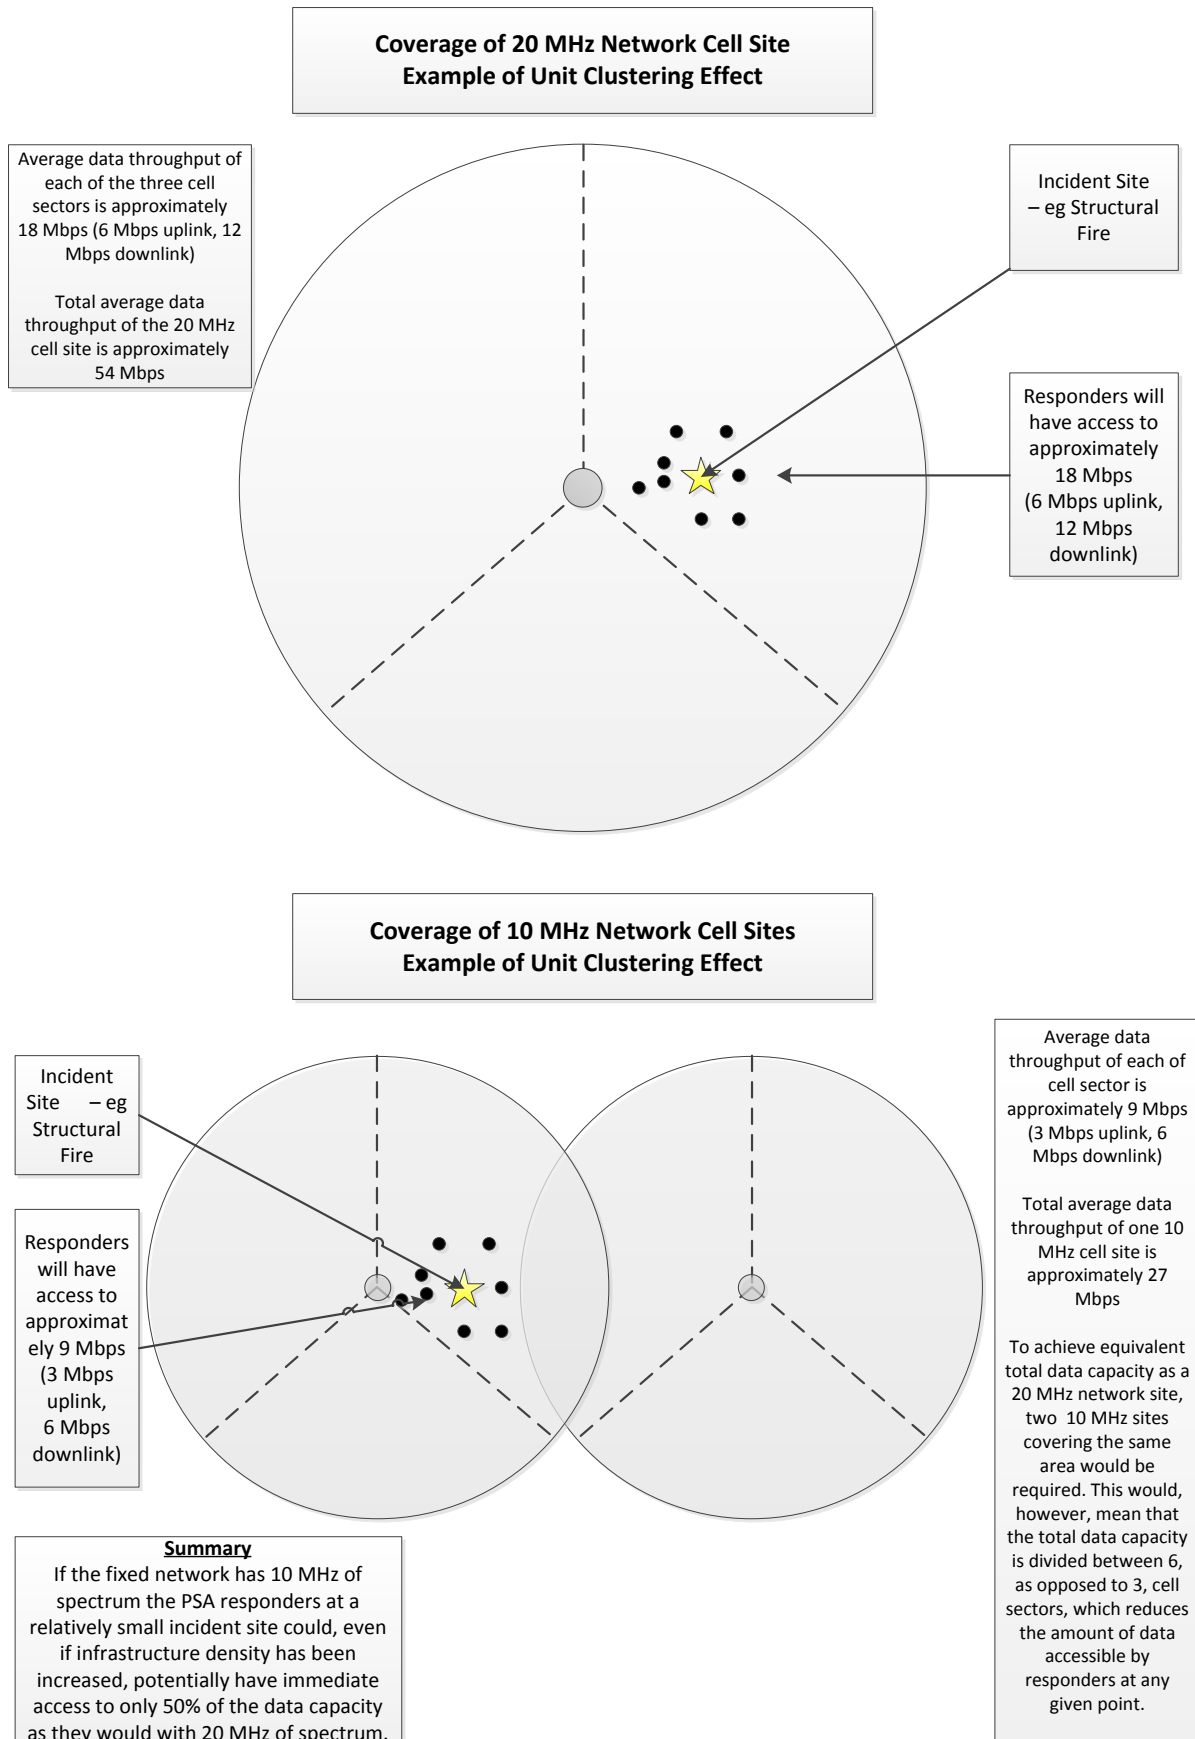 Coverage of 20 MHz Network Cell Site
Example of Unit Clustering Effect
Average data throughput of
each of the three cell
sectors is approximately
18 Mbps (6 Mbps uplink, 12
Mbps downlink)
Total average data
throughput of the 20 MHz
cell site is approximately
54 Mbps
Incident Site
– eg Structural
Fire
Responders will
have access to
approximately
18 Mbps
(6 Mbps uplink,
12 Mbps
downlink)
Coverage of 10 MHz Network Cell Sites
Example of Unit Clustering Effect
Incident
Site – eg
Structural
Fire
Responders
will have
access to
approximat
ely 9 Mbps
(3 Mbps
uplink,
6 Mbps
downlink)
Average data
throughput of each of
cell sector is
approximately 9 Mbps
(3 Mbps uplink, 6
Mbps downlink)
Total average data
throughput of one 10
MHz cell site is
approximately 27
Mbps
To achieve equivalent
total data capacity as a
20 MHz network site,
two 10 MHz sites
covering the same
area would be
required. This would,
however, mean that
the total data capacity
is divided between 6,
as opposed to 3, cell
sectors, which reduces
the amount of data
accessible by
responders at any
given point.
Summary
If the fixed network has 10 MHz of
spectrum the PSA responders at a
relatively small incident site could, even
if infrastructure density has been
increased, potentially have immediate
access to only 50% of the data capacity
as they would with 20 MHz of spectrum.